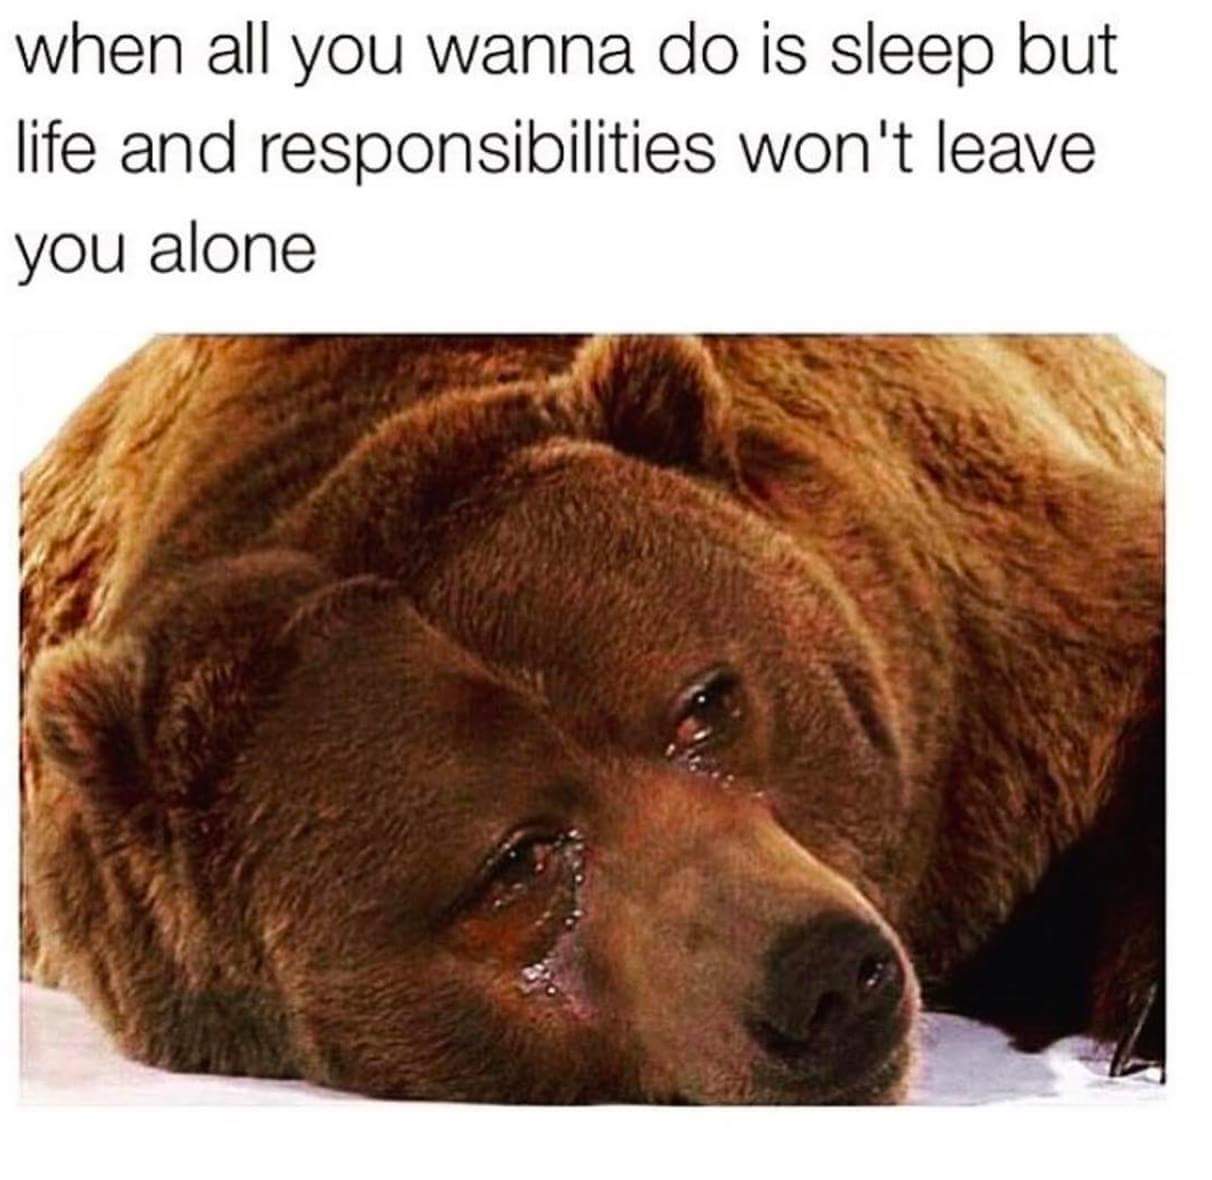 when all you wanna do is sleep but
life and responsibilities won't leave
you alone